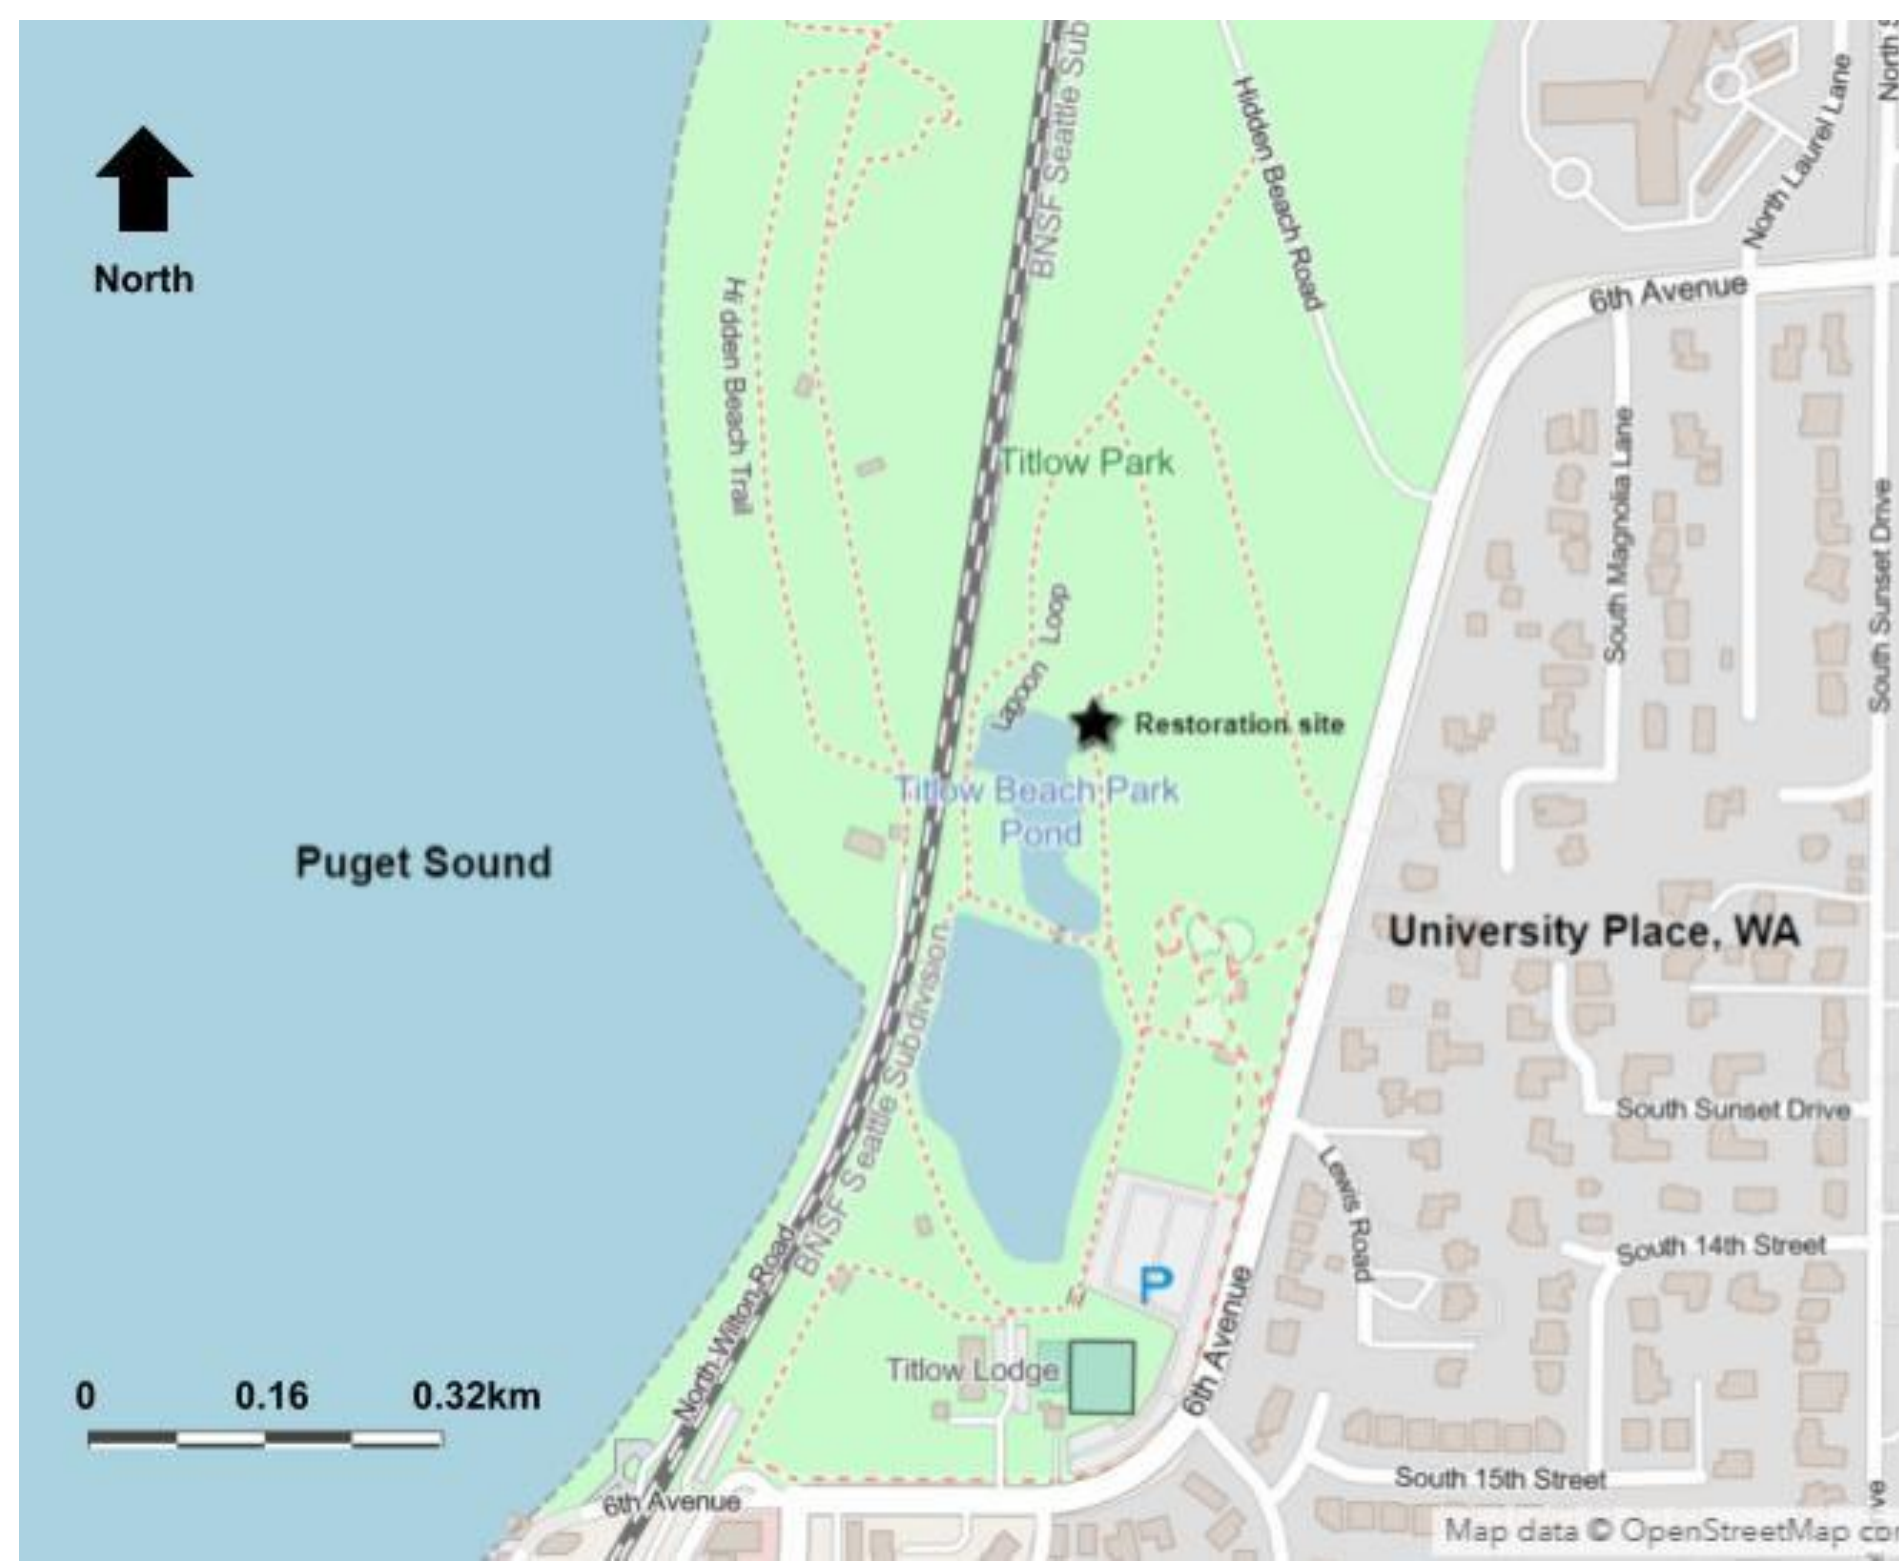 BNSF Seattle Sub
Hidden Beach Road
North Laurel Lane
North
6th Avenue
North
Hidden Beach Trail
Titlow Park
South Magnolia Lane
South Sunset Drive
Lagoon Loop
Restoration site
Titlow Beach Park
Pond
Puget Sound
University Place, WA
BNSF Seattle Subdivision
South Sunset Drive
Lewis Road
South 14th Street
P
North Wilton Road
6th Avenue
Titlow Lodge
0 0.16 0.32km
South 15th Street
6th Avenue
Map data © OpenStreetMap